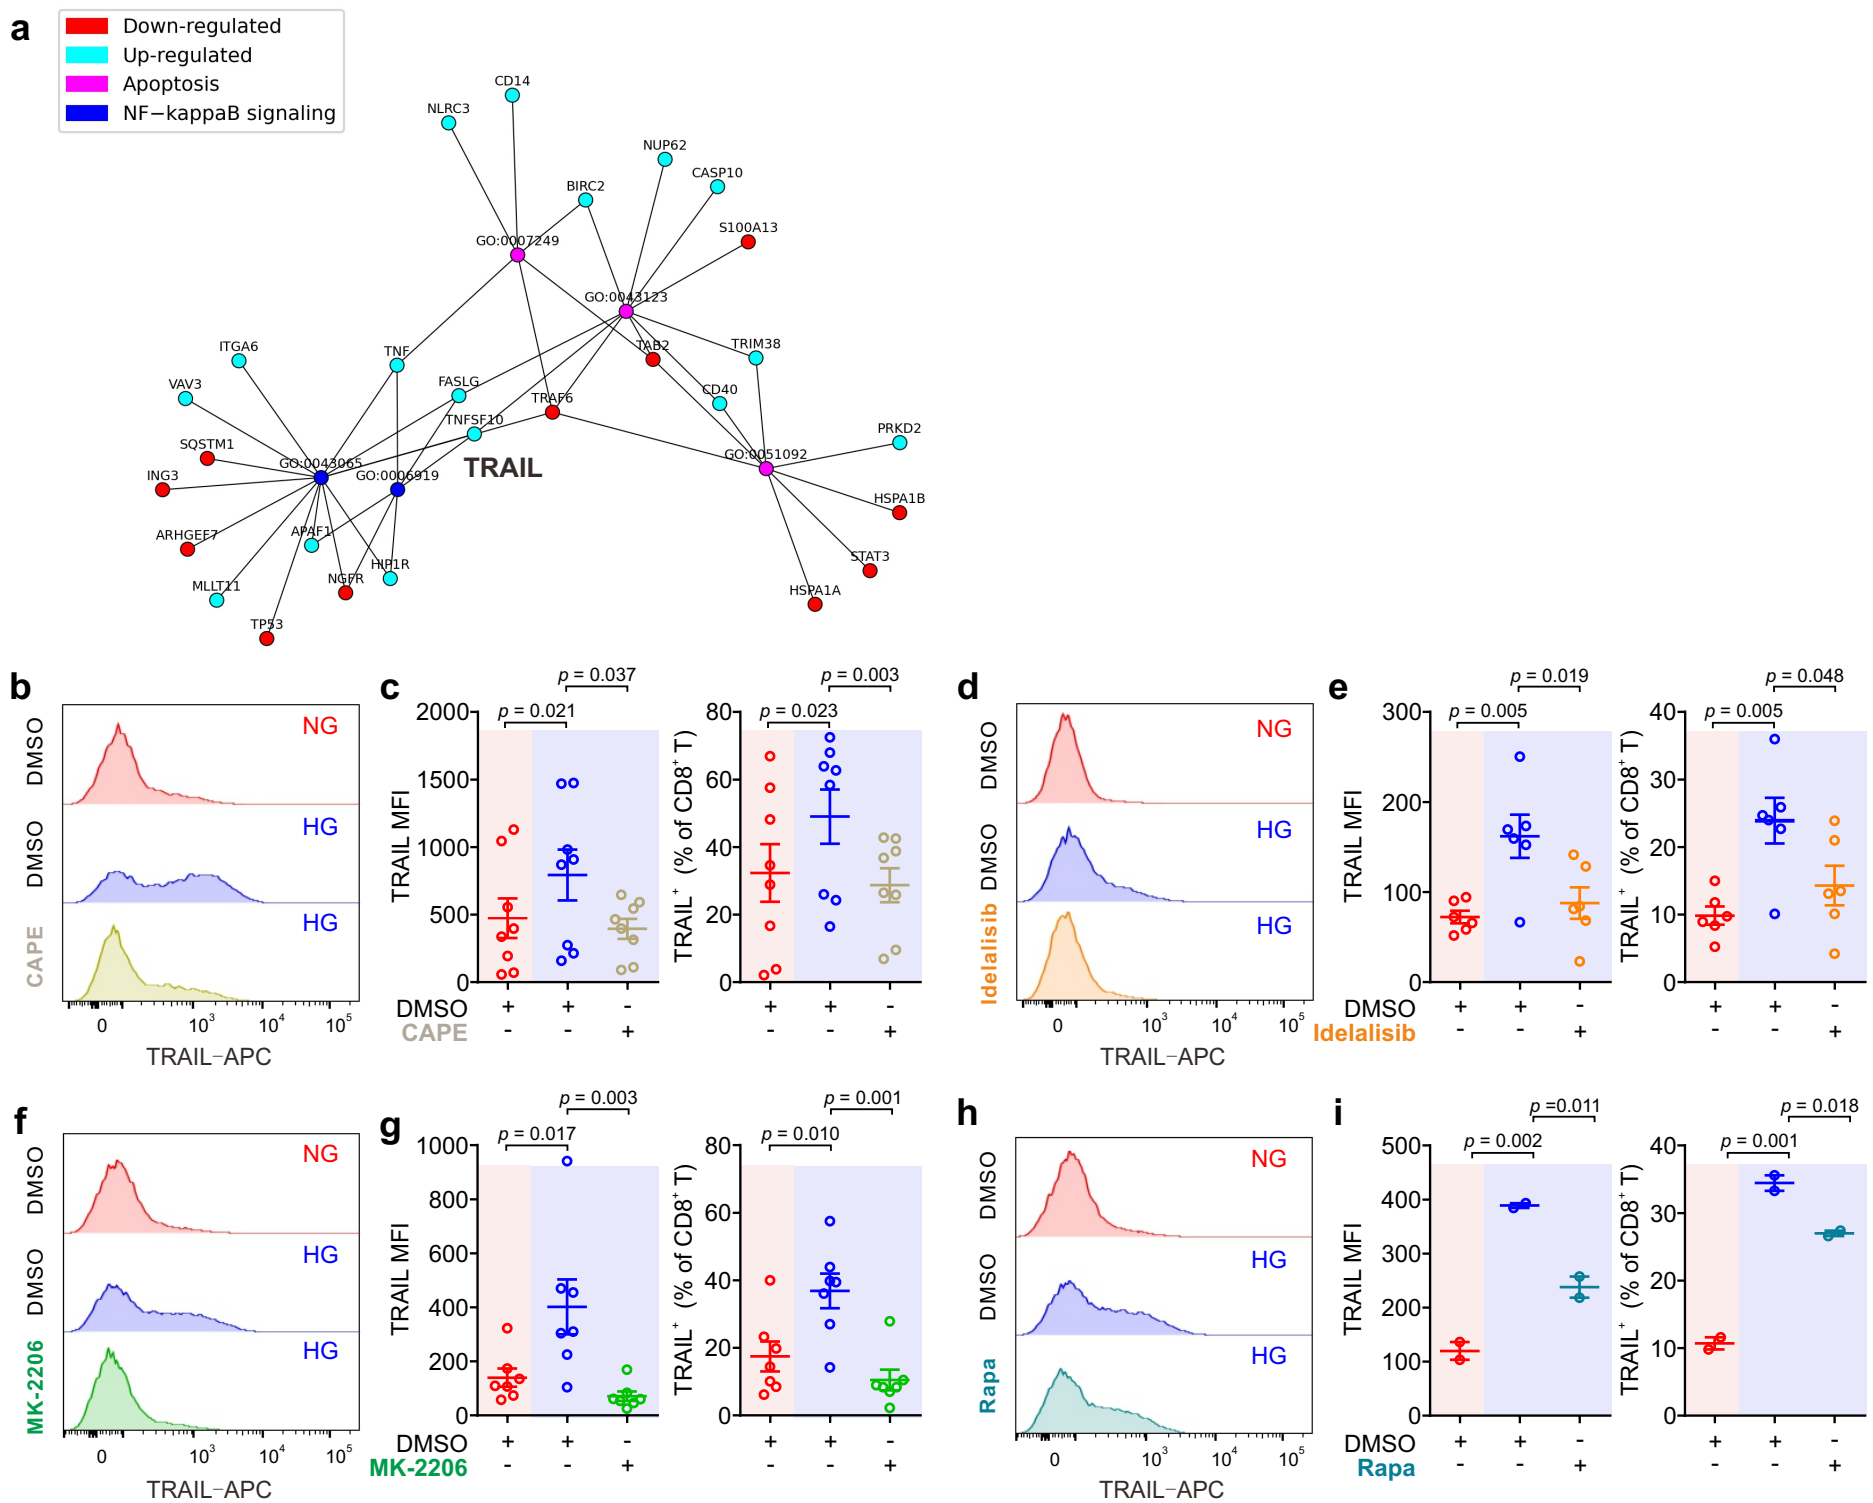 a
Down-regulated
Up-regulated
Apoptosis
NF−kappaB signaling
CD14
NLRC3
NUP62
CASP10
BIRC2
S100A13
GO:0007249
GO:0043123
ITGA6
TNF
TAB2
TRIM38
VAV3
FASLG
CD40
TRAF6
TNFSF10
PRKD2
SQSTM1
GO:0043065
GO:0006919
TRAIL
GO:0051092
ING3
HSPA1B
ARHGEF7
APAF1
STAT3
MLLT11
NGFR
HIP1R
HSPA1A
TP53
b
DMSO
NG
DMSO
HG
CAPE
HG
0
10³
10⁴
10⁵
TRAIL−APC
c
p = 0.037
p = 0.021
TRAIL MFI
2000
1500
1000
500
0
p = 0.003
p = 0.023
TRAIL⁺ (% of CD8⁺ T)
80
60
40
20
0
DMSO + + - + + -
CAPE - - + - - +
d
DMSO
NG
DMSO
HG
Idelalisib
HG
0
10³
10⁴
10⁵
TRAIL−APC
e
p = 0.019
p = 0.005
TRAIL MFI
300
200
100
0
p = 0.048
p = 0.005
TRAIL⁺ (% of CD8⁺ T)
40
30
20
10
0
DMSO + + - + + -
Idelalisib - - + - - +
f
DMSO
NG
DMSO
HG
MK-2206
HG
0
10³
10⁴
10⁵
TRAIL−APC
g
p = 0.003
p = 0.017
TRAIL MFI
1000
800
600
400
200
0
p = 0.001
p = 0.010
TRAIL⁺ (% of CD8⁺ T)
80
60
40
20
0
DMSO + + - + + -
MK-2206 - - + - - +
h
DMSO
NG
DMSO
HG
Rapa
HG
0
10³
10⁴
10⁵
TRAIL−APC
i
p =0.011
p = 0.002
TRAIL MFI
500
400
300
200
100
0
p = 0.018
p = 0.001
TRAIL⁺ (% of CD8⁺ T)
40
30
20
10
0
DMSO + + - + + -
Rapa - - + - - +